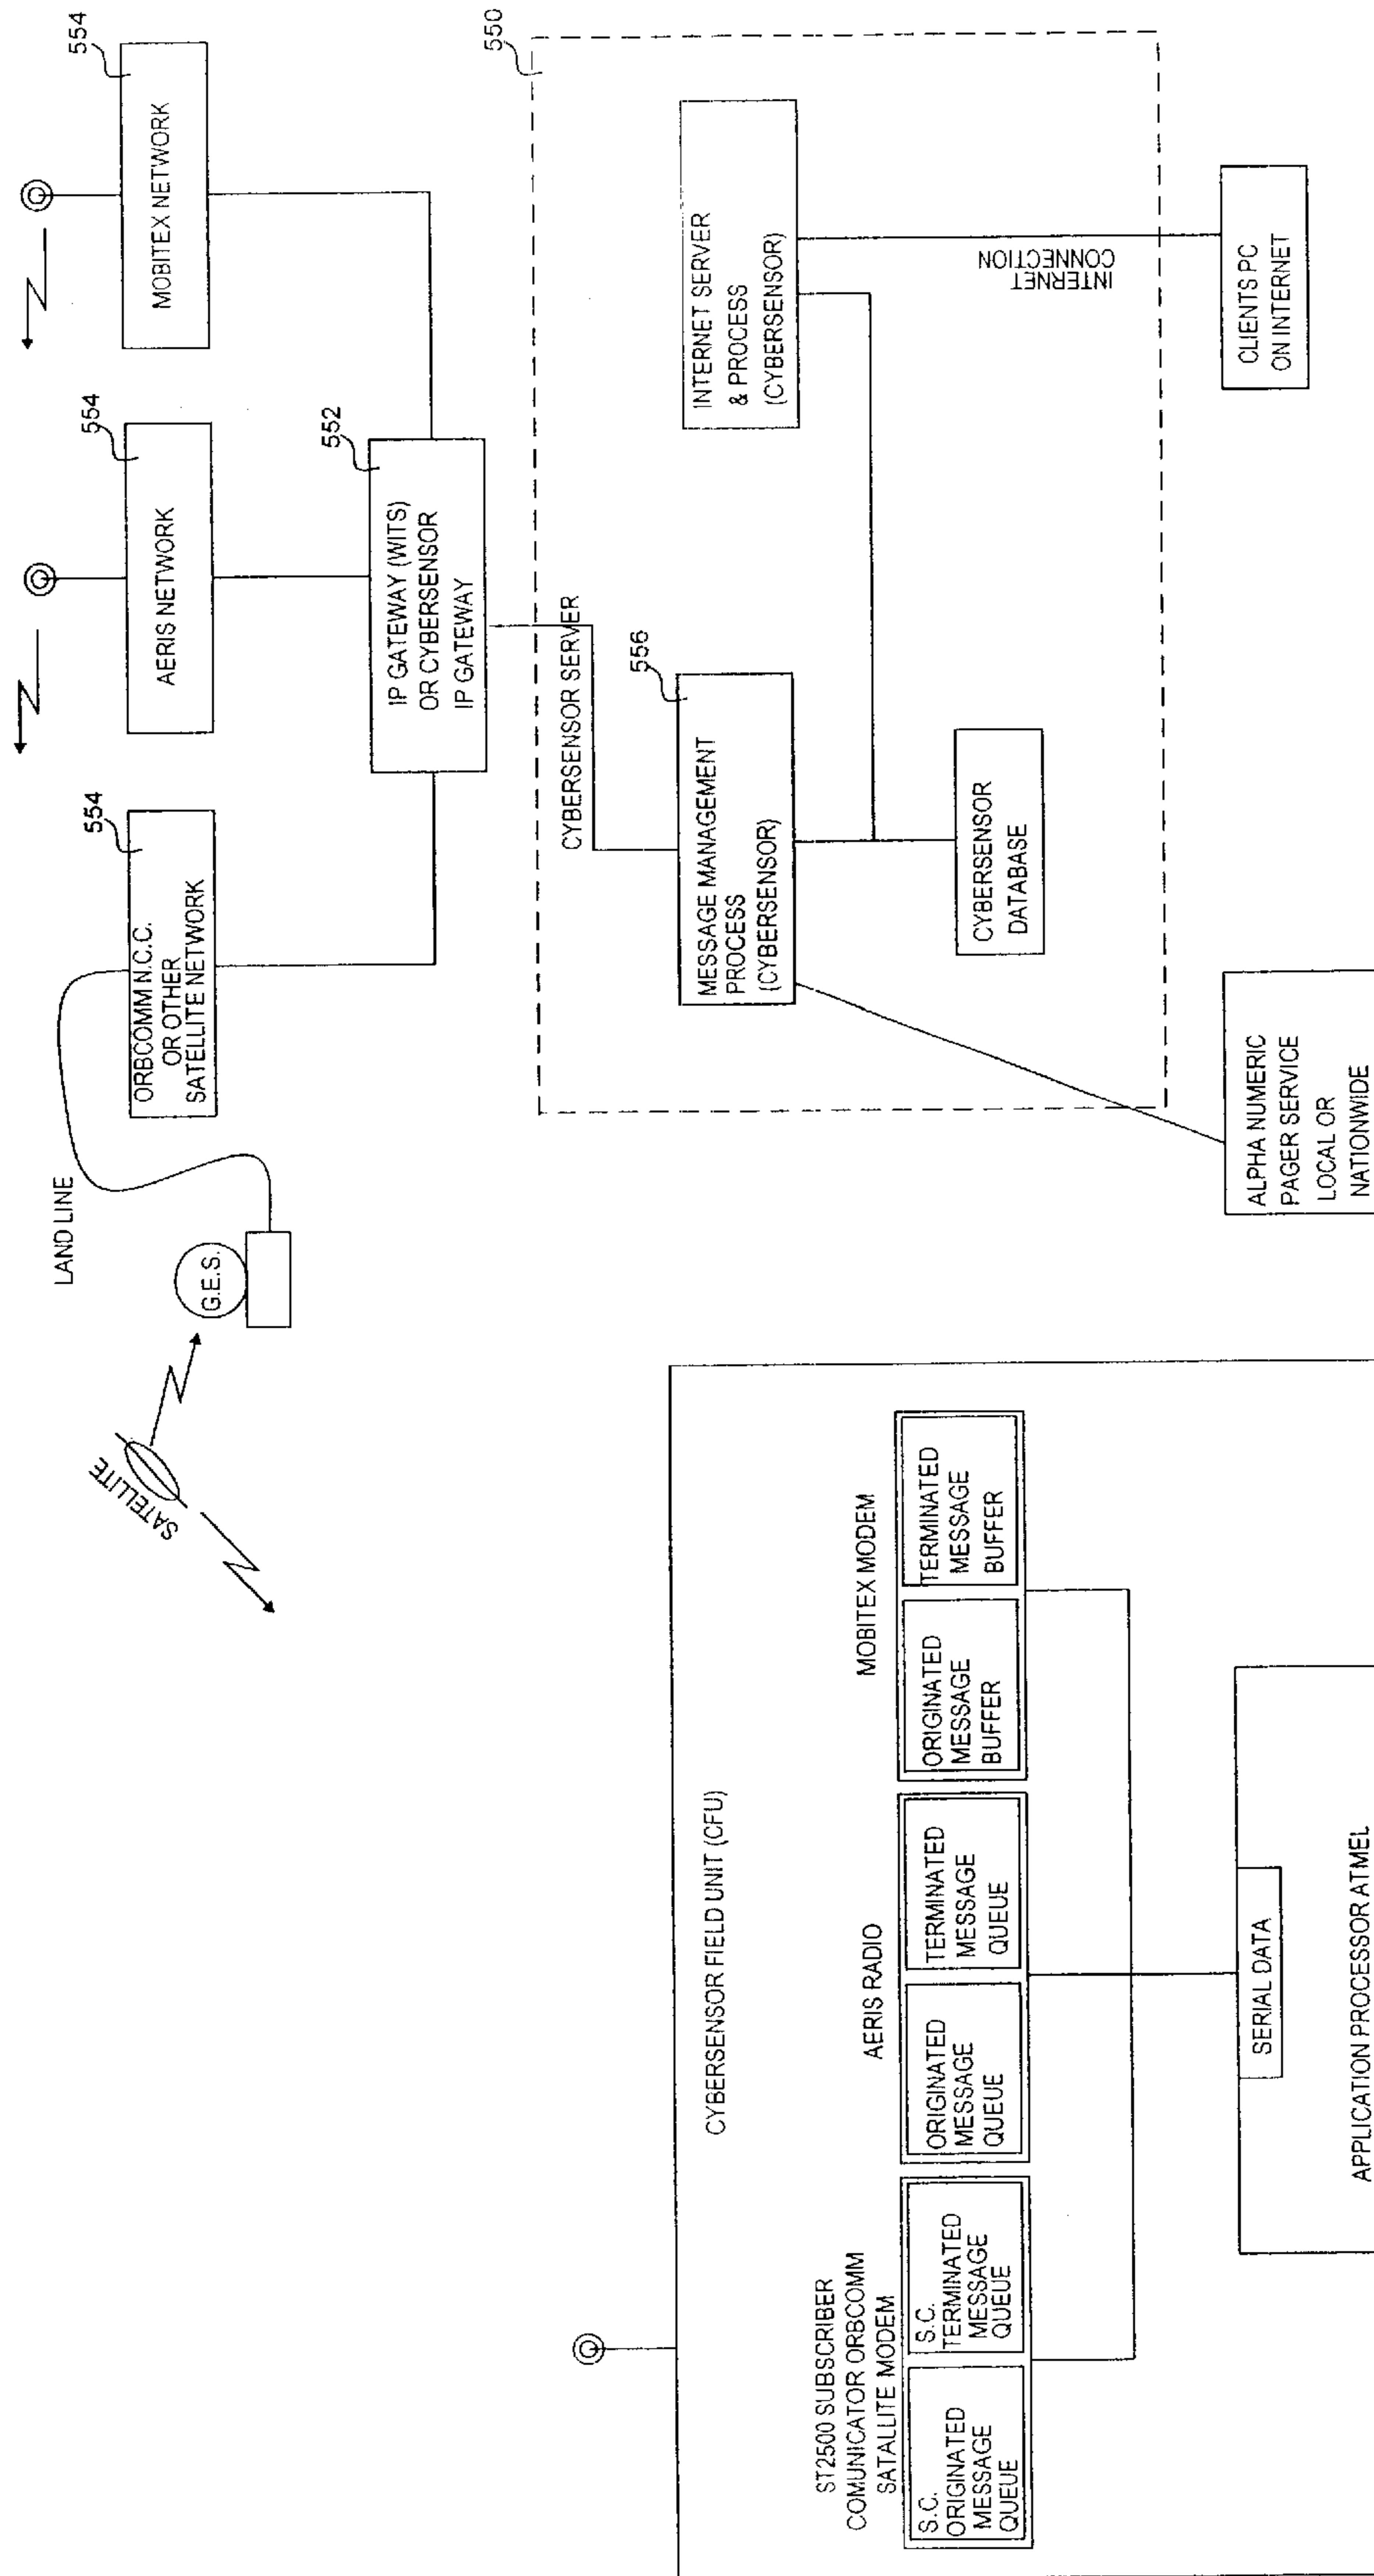 SATELLITE
LAND LINE
G.E.S.
554
ORBCOMM N.C.C.
OR OTHER
SATELLITE NETWORK
554
AERIS NETWORK
554
MOBITEX NETWORK
552
IP GATEWAY (WITS)
OR CYBERSENSOR
IP GATEWAY
550
CYBERSENSOR SERVER
556
MESSAGE MANAGEMENT
PROCESS
(CYBERSENSOR)
INTERNET SERVER
& PROCESS
(CYBERSENSOR)
CYBERSENSOR
DATABASE
INTERNET
CONNECTION
ALPHA NUMERIC
PAGER SERVICE
LOCAL OR
NATIONWIDE
CLIENTS PC
ON INTERNET
CYBERSENSOR FIELD UNIT (CFU)
ST2500 SUBSCRIBER
COMUNICATOR ORBCOMM
SATALLITE MODEM
S.C.
ORIGINATED
MESSAGE
QUEUE
S.C.
TERMINATED
MESSAGE
QUEUE
AERIS RADIO
ORIGINATED
MESSAGE
QUEUE
TERMINATED
MESSAGE
QUEUE
MOBITEX MODEM
ORIGINATED
MESSAGE
BUFFER
TERMINATED
MESSAGE
BUFFER
SERIAL DATA
APPLICATION PROCESSOR ATMEL